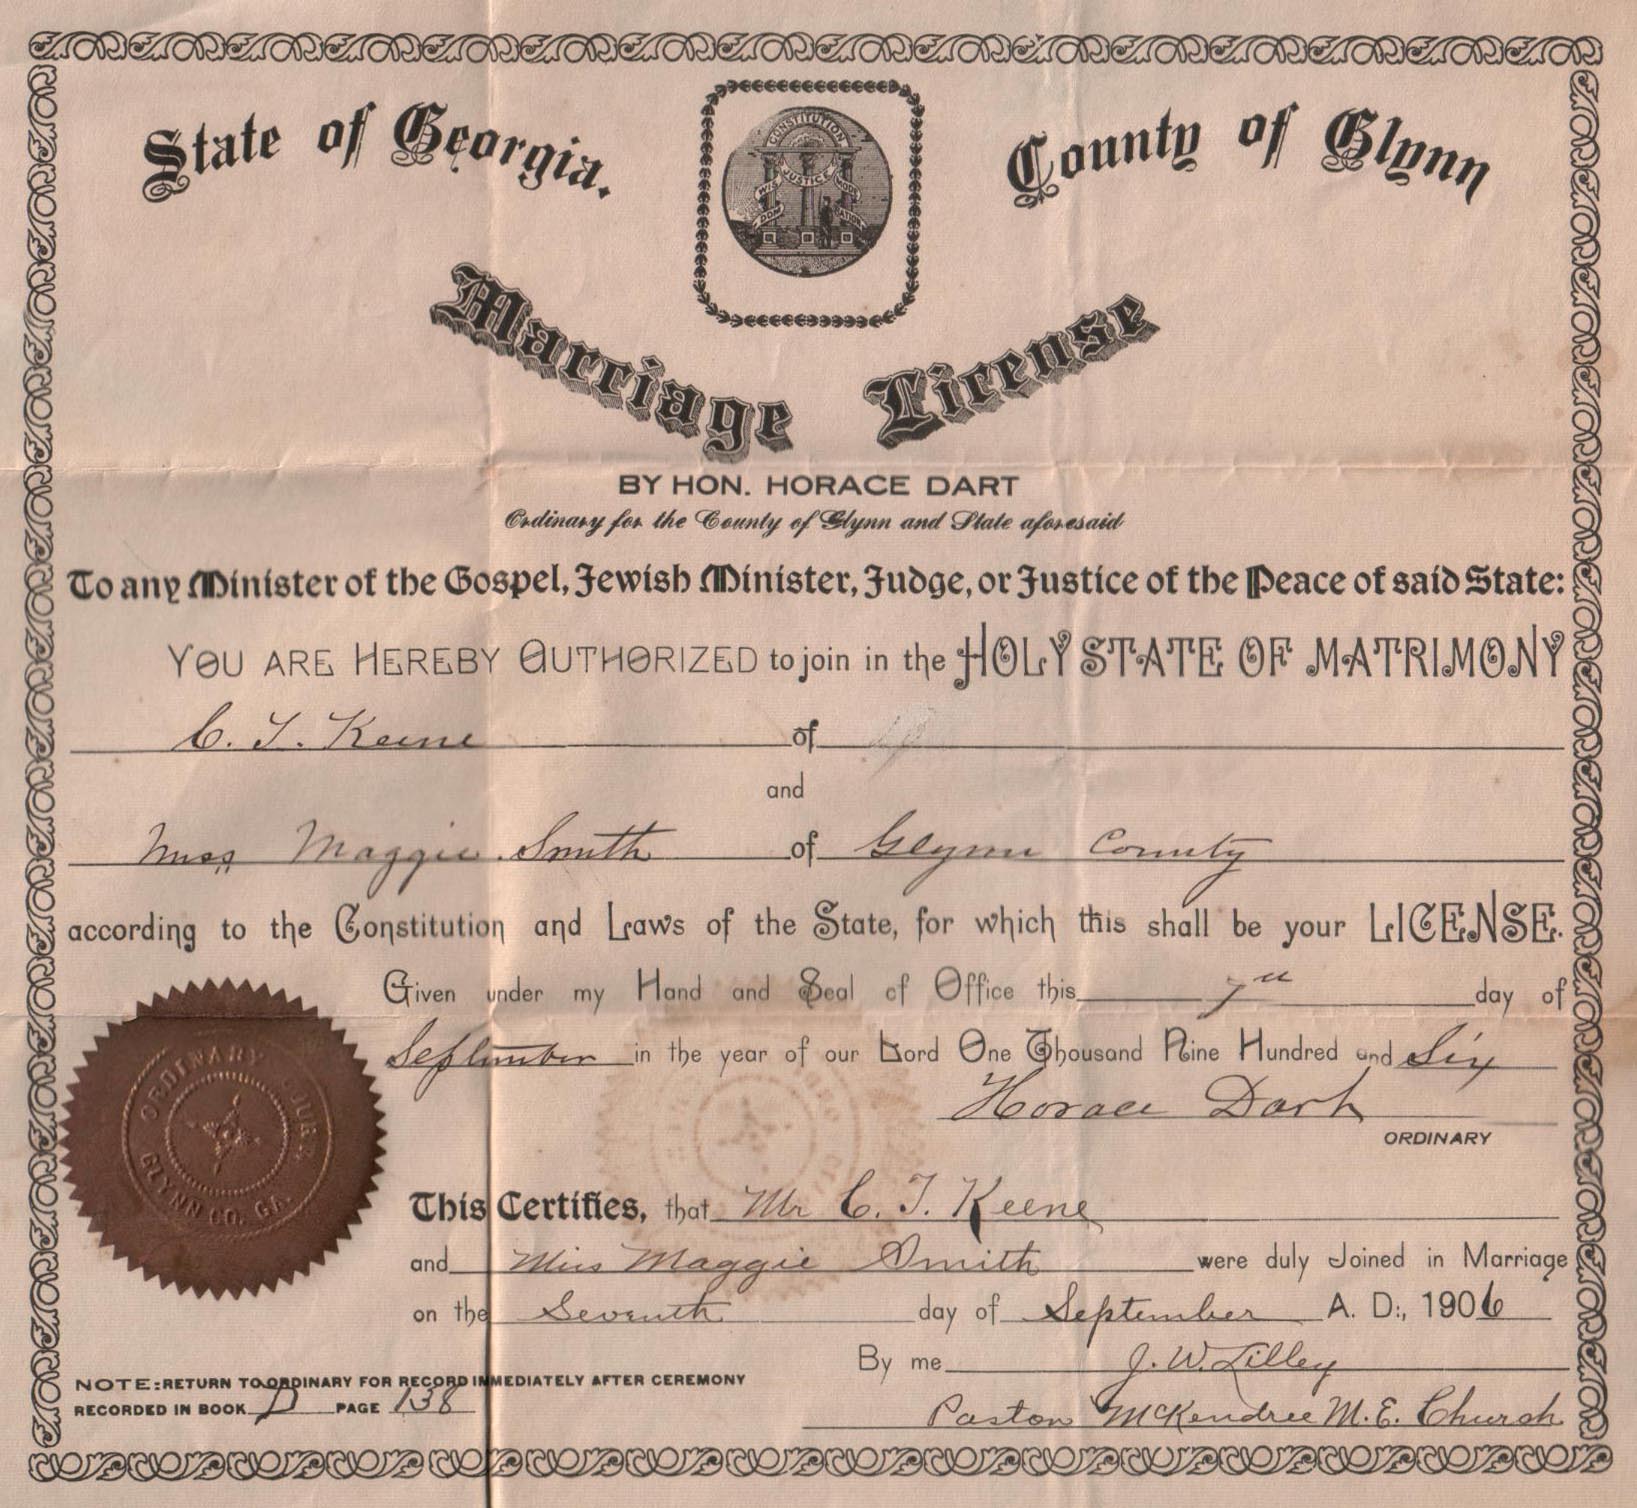 State of Georgia.
County of Glynn
CONSTITUTION
JUSTICE
WISDOM
MODERATION
Marriage License
BY HON. HORACE DART
Ordinary for the County of Glynn and State aforesaid
To any Minister of the Gospel, Jewish Minister, Judge, or Justice of the Peace of said State:
YOU ARE HEREBY AUTHORIZED to join in the HOLY STATE OF MATRIMONY
C. T. Keene of
and
Miss Maggie Smith of Glynn County
according to the Constitution and Laws of the State, for which this shall be your LICENSE.
Given under my Hand and Seal of Office this 7th day of
September in the year of our Lord One Thousand Nine Hundred and Six
Horace Dart
ORDINARY
ORDINARY
GLYNN CO. GA.
This Certifies, that Mr C. T. Keene
and Miss Maggie Smith were duly Joined in Marriage
on the Seventh day of September A. D., 1906
By me J. W. Lilley
Pastor McKendree M. E. Church
NOTE: RETURN TO ORDINARY FOR RECORD IMMEDIATELY AFTER CEREMONY
RECORDED IN BOOK D PAGE 138